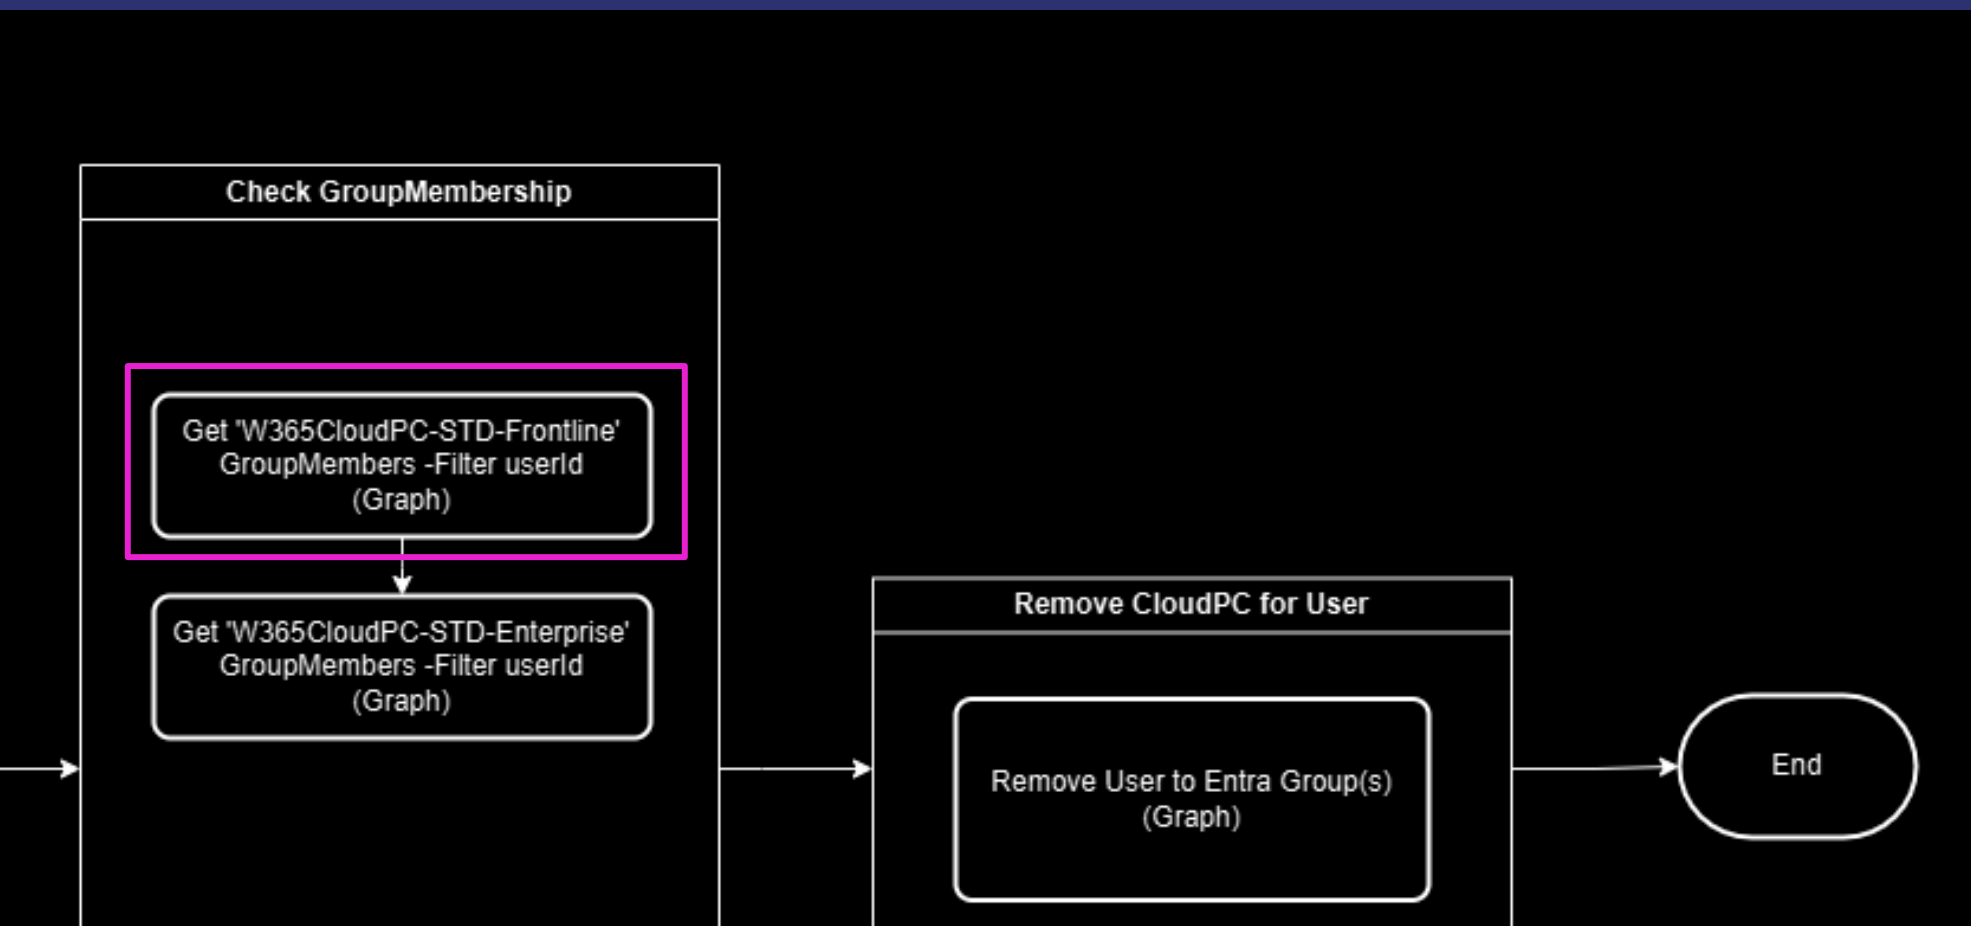 Check GroupMembership
Get 'W365CloudPC-STD-Frontline'
GroupMembers -Filter userId
(Graph)
Get 'W365CloudPC-STD-Enterprise'
GroupMembers -Filter userId
(Graph)
Remove CloudPC for User
Remove User to Entra Group(s)
(Graph)
End